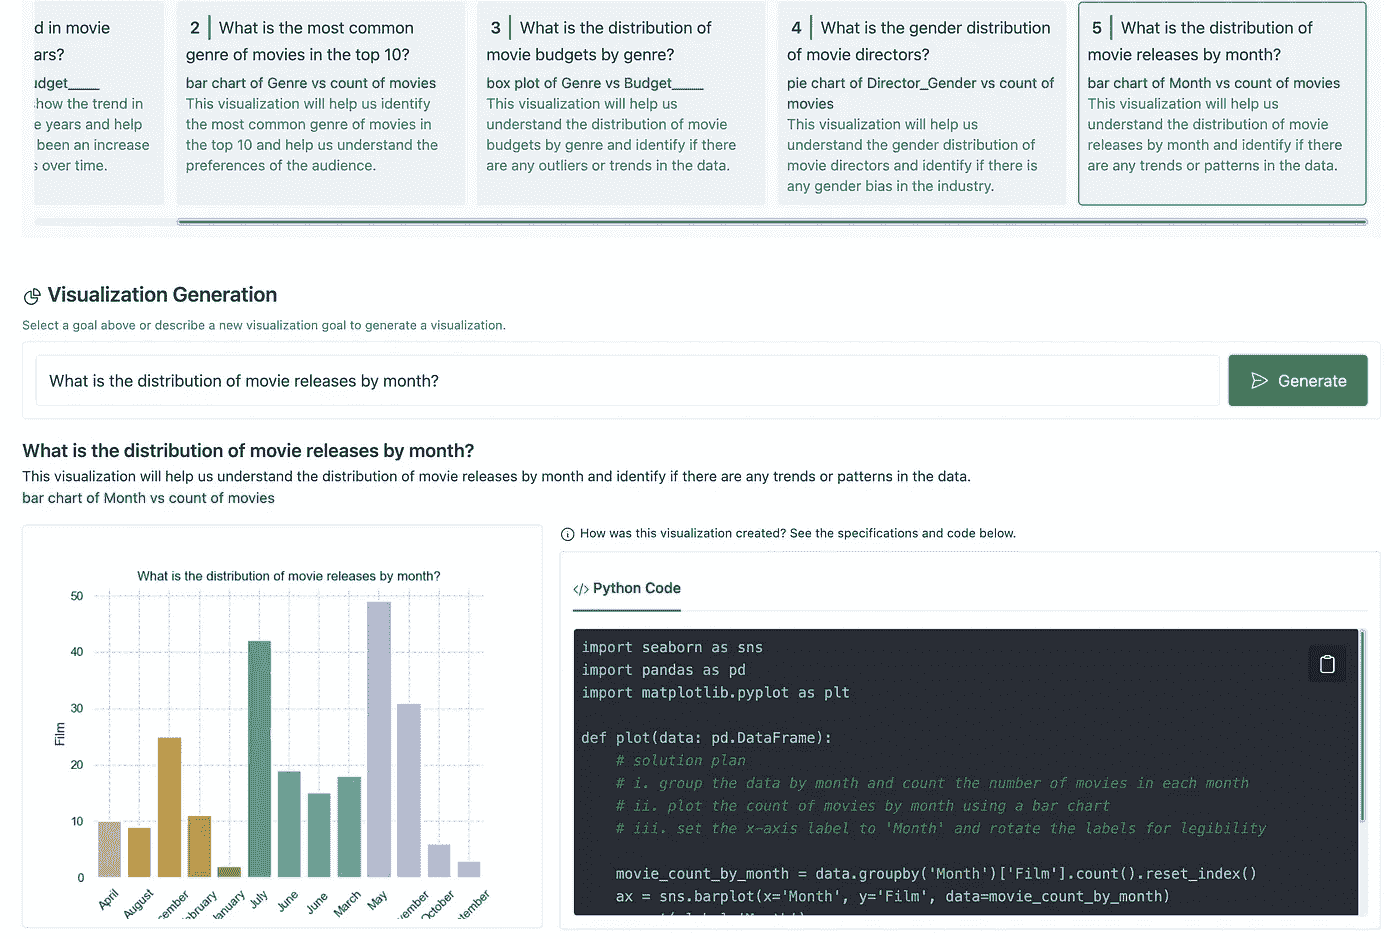 d in movie
ars?
udget____
how the trend in
e years and help
been an increase
s over time.
2 | What is the most common
genre of movies in the top 10?
bar chart of Genre vs count of movies
This visualization will help us identify
the most common genre of movies in
the top 10 and help us understand the
preferences of the audience.
3 | What is the distribution of
movie budgets by genre?
box plot of Genre vs Budget____
This visualization will help us
understand the distribution of movie
budgets by genre and identify if there
are any outliers or trends in the data.
4 | What is the gender distribution
of movie directors?
pie chart of Director_Gender vs count of
movies
This visualization will help us
understand the gender distribution of
movie directors and identify if there is
any gender bias in the industry.
5 | What is the distribution of
movie releases by month?
bar chart of Month vs count of movies
This visualization will help us
understand the distribution of movie
releases by month and identify if there
are any trends or patterns in the data.
Visualization Generation
Select a goal above or describe a new visualization goal to generate a visualization.
What is the distribution of movie releases by month?
Generate
What is the distribution of movie releases by month?
This visualization will help us understand the distribution of movie releases by month and identify if there are any trends or patterns in the data.
bar chart of Month vs count of movies
What is the distribution of movie releases by month?
50
40
30
20
10
0
Film
April
August
cember
bruary
anuary
July
June
June
March
May
vember
October
tember
How was this visualization created? See the specifications and code below.
</> Python Code
import seaborn as sns
import pandas as pd
import matplotlib.pyplot as plt
def plot(data: pd.DataFrame):
# solution plan
# i. group the data by month and count the number of movies in each month
# ii. plot the count of movies by month using a bar chart
# iii. set the x-axis label to 'Month' and rotate the labels for legibility
movie_count_by_month = data.groupby('Month')['Film'].count().reset_index()
ax = sns.barplot(x='Month', y='Film', data=movie_count_by_month)